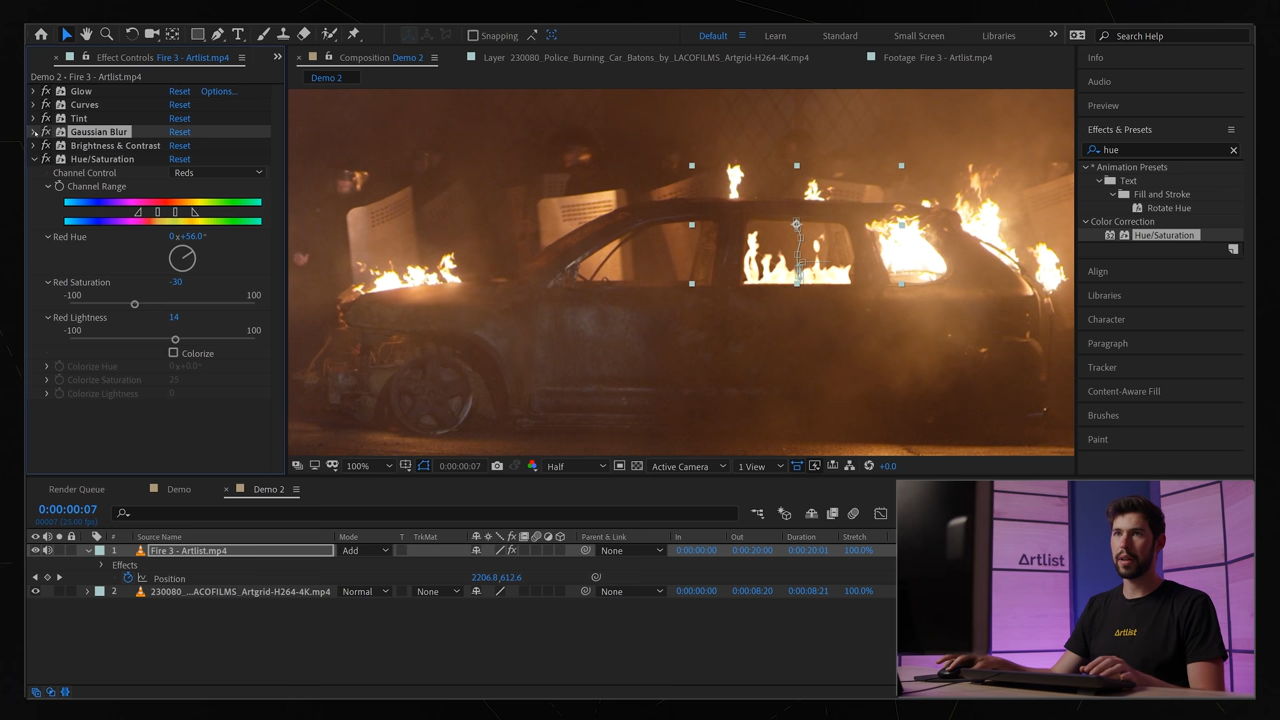 Snapping
Default
Learn
Standard
Small Screen
Libraries
Search Help
Effect Controls Fire 3 - Artlist.mp4
Demo 2 • Fire 3 - Artlist.mp4
Glow Reset Options...
Curves Reset
Tint Reset
Gaussian Blur Reset
Brightness & Contrast Reset
Hue/Saturation Reset
Channel Control Reds
Channel Range
Red Hue 0 x+56.0°
Red Saturation -30
-100 100
Red Lightness 14
-100 100
Colorize
Colorize Hue 0 x+0.0°
Colorize Saturation 25
Colorize Lightness 0
Composition Demo 2
Layer 230080_Police_Burning_Car_Batons_by_LACOFILMS_Artgrid-H264-4K.mp4
Footage Fire 3 - Artlist.mp4
Demo 2
100% 0:00:00:07 Half Active Camera 1 View +0.0
Info
Audio
Preview
Effects & Presets
hue
* Animation Presets
Text
Fill and Stroke
Rotate Hue
Color Correction
Hue/Saturation
Align
Libraries
Character
Paragraph
Tracker
Content-Aware Fill
Brushes
Paint
Render Queue
Demo
Demo 2
0:00:00:07
00007 (25.00 fps)
# Source Name Mode T TrkMat Parent & Link In Out Duration Stretch
1 Fire 3 - Artlist.mp4 Add None 0:00:00:00 0:00:20:00 0:00:20:01 100.0%
Effects
Position 2206.8,612.6
2 230080_...ACOFILMS_Artgrid-H264-4K.mp4 Normal None None 0:00:00:00 0:00:08:20 0:00:08:21 100.0%
Artlist
Artlist